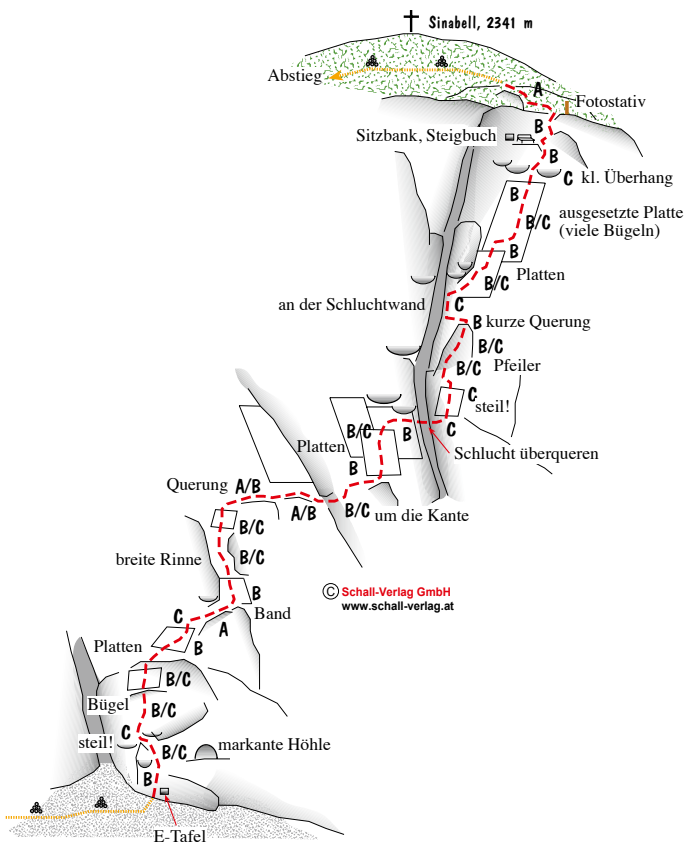 Sinabell, 2341 m
Abstieg
A
Fotostativ
B
Sitzbank, Steigbuch
B
C kl. Überhang
B
ausgesetzte Platte
B/C
(viele Bügeln)
B
Platten
B/C
an der Schluchtwand
C
B kurze Querung
B/C
B/C
Pfeiler
C
steil!
C
B/C
B
Platten
Schlucht überqueren
B
Querung
A/B
A/B
B/C
um die Kante
B/C
breite Rinne
B/C
B
© Schall-Verlag GmbH
www.schall-verlag.at
C
Band
A
Platten
B
B/C
Bügel
B/C
C
steil!
B/C
markante Höhle
B
E-Tafel